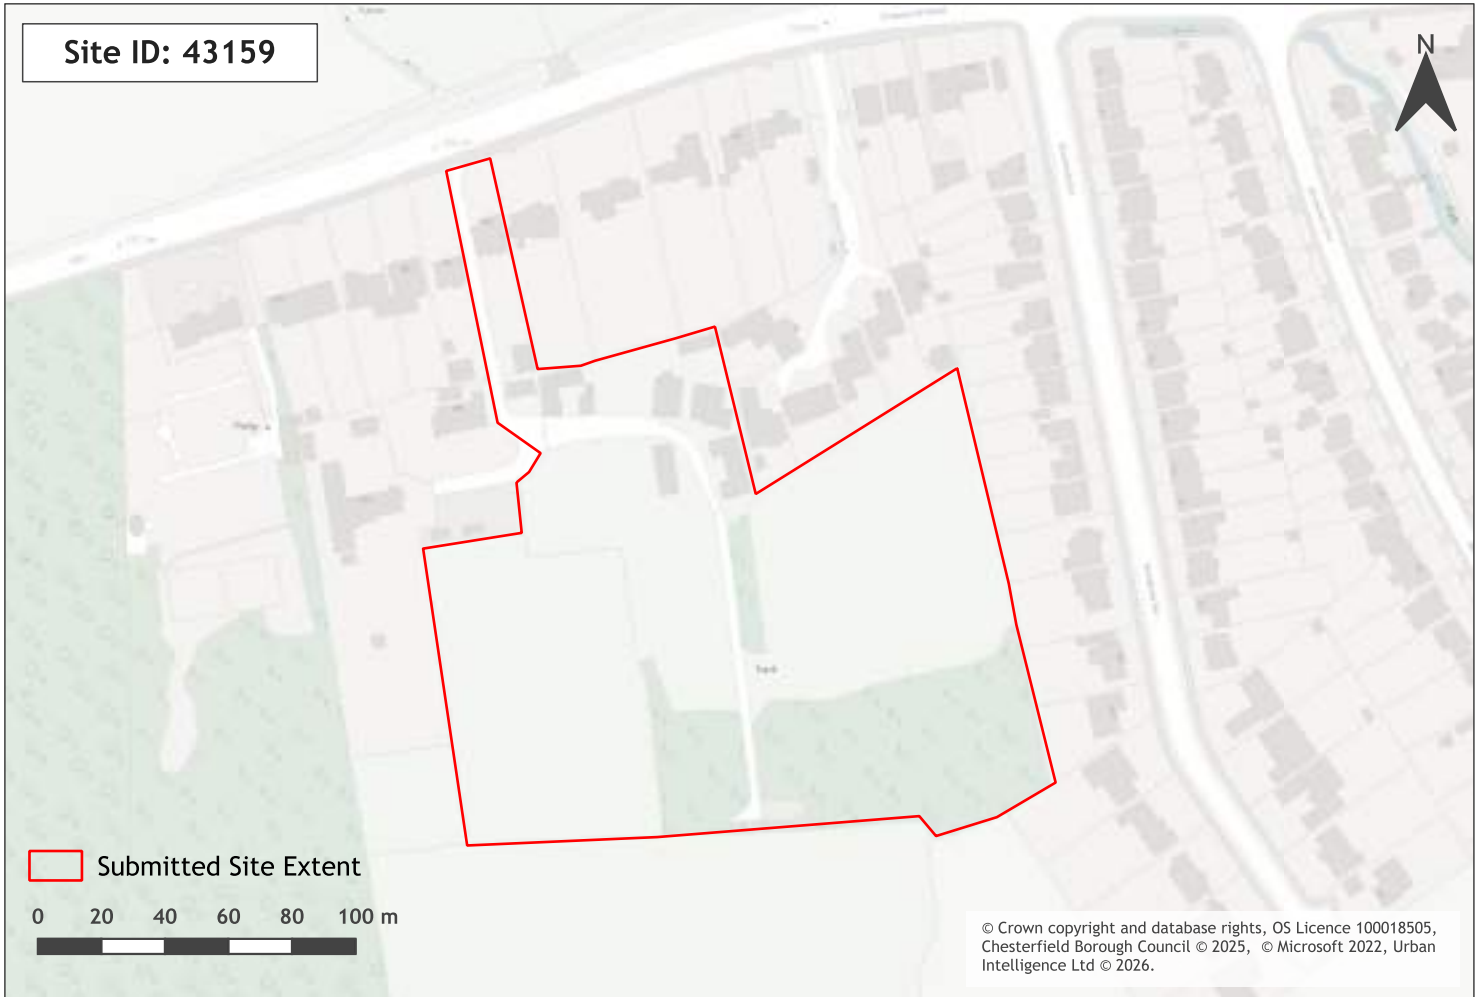 Site ID: 43159
N
Submitted Site Extent
0 20 40 60 80 100 m
© Crown copyright and database rights, OS Licence 100018505,
Chesterfield Borough Council © 2025, © Microsoft 2022, Urban
Intelligence Ltd © 2026.